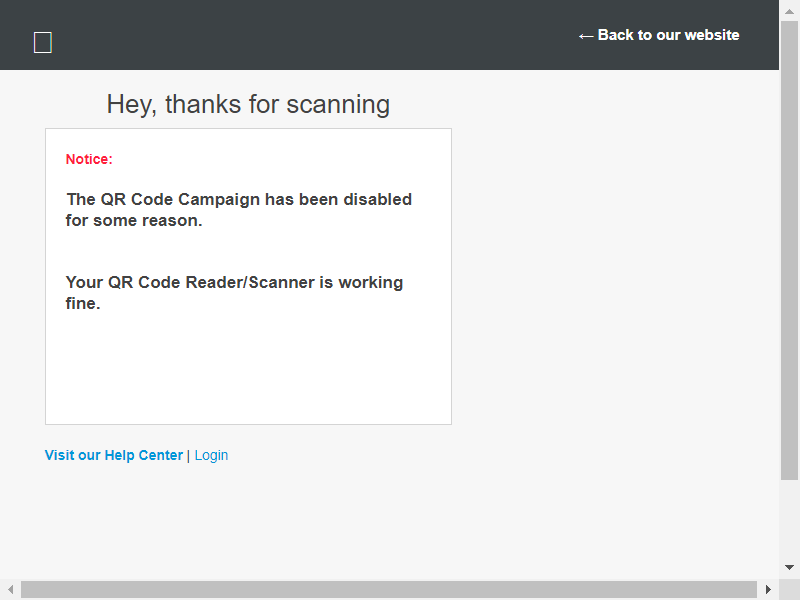 ← Back to our website
Hey, thanks for scanning
Notice:
The QR Code Campaign has been disabled
for some reason.
Your QR Code Reader/Scanner is working
fine.
Visit our Help Center | Login